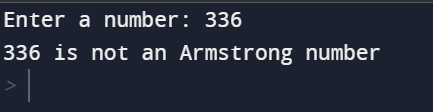 Enter a number: 336
336 is not an Armstrong number
>